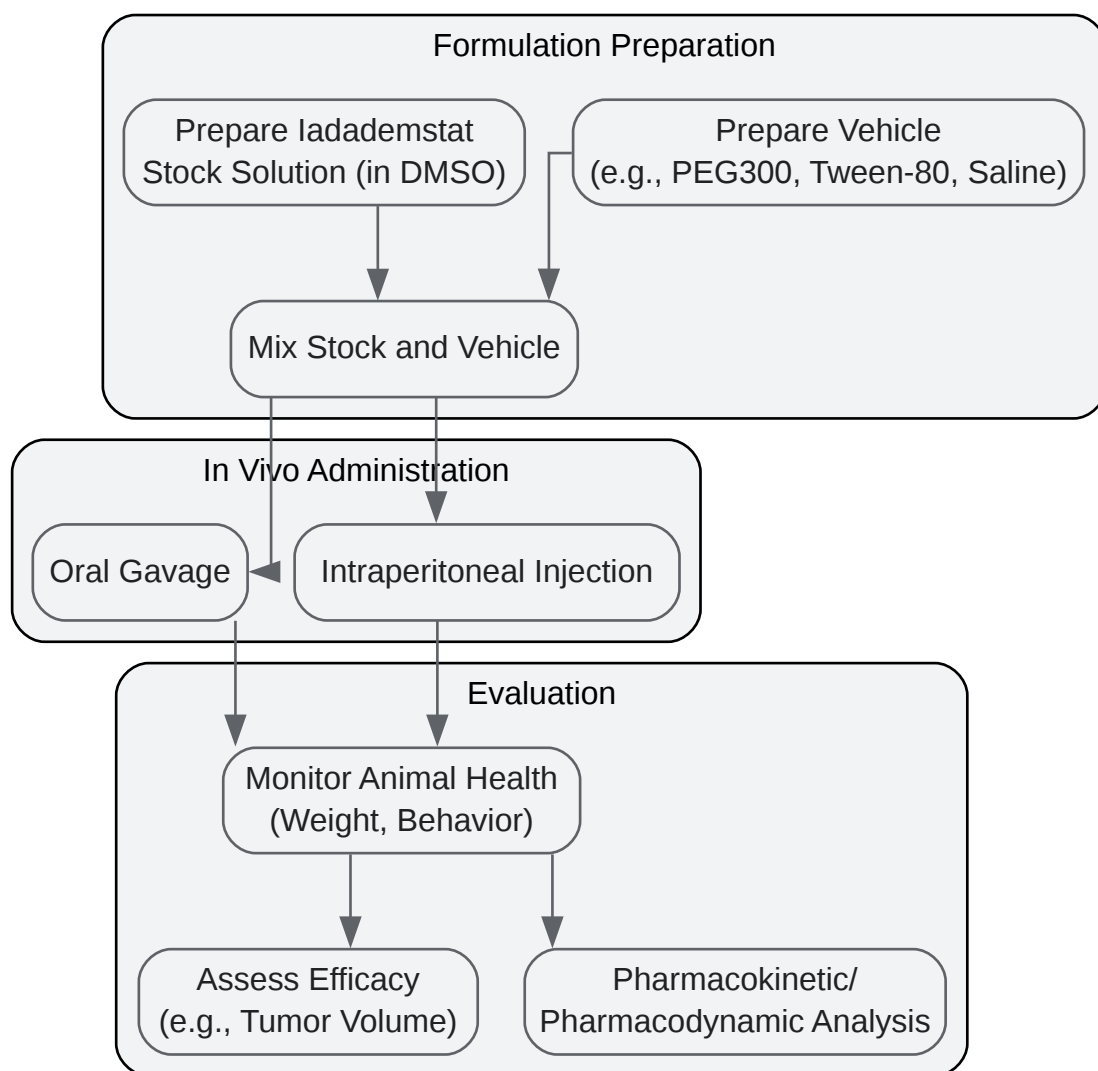 Formulation Preparation
Prepare Iadademstat
Stock Solution (in DMSO)
Prepare Vehicle
(e.g., PEG300, Tween-80, Saline)
Mix Stock and Vehicle
In Vivo Administration
Oral Gavage
Intraperitoneal Injection
Evaluation
Monitor Animal Health
(Weight, Behavior)
Assess Efficacy
(e.g., Tumor Volume)
Pharmacokinetic/
Pharmacodynamic Analysis